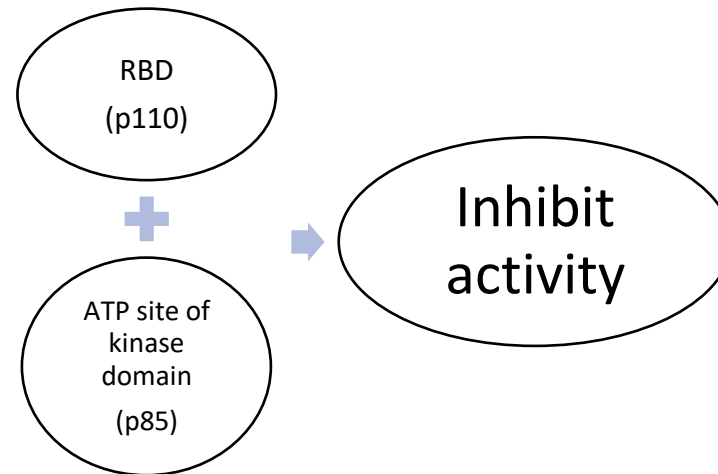 RBD
(p110)
ATP site of
kinase
domain
(p85)
Inhibit
activity